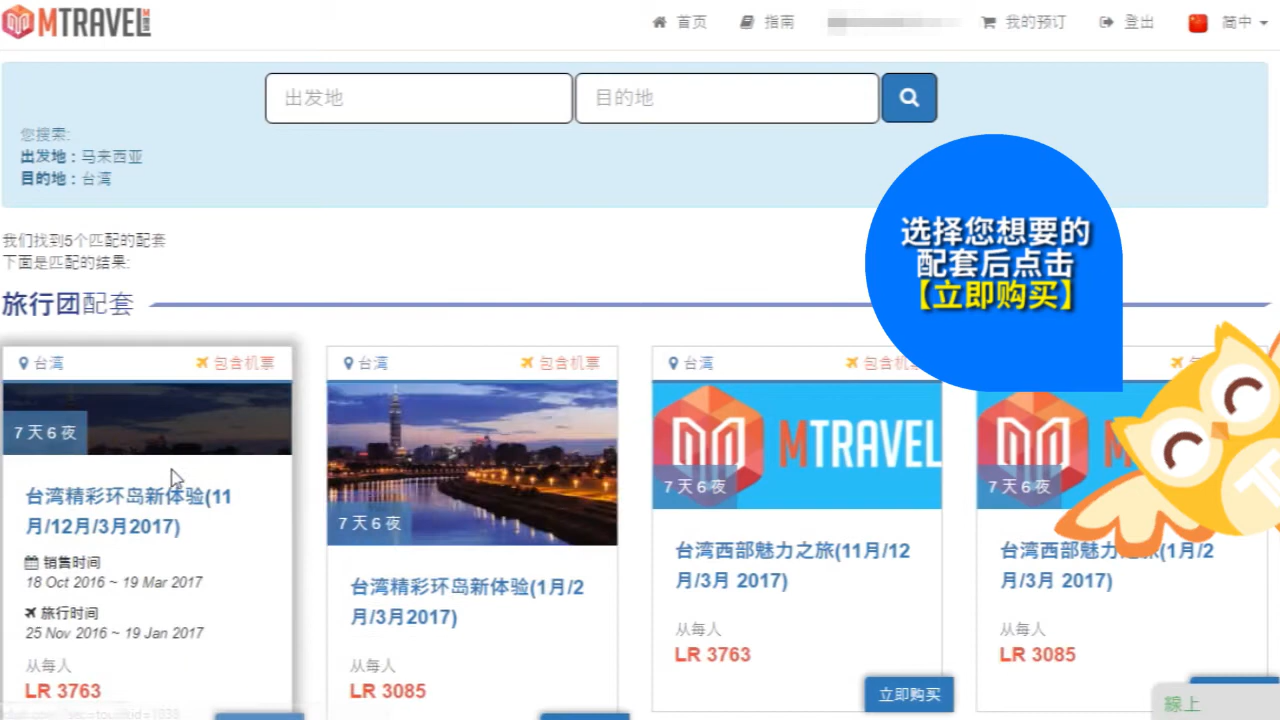 MTRAVEL
首页
指南
我的预订
登出
简中
出发地
目的地
您搜索:
出发地：马来西亚
目的地：台湾
选择您想要的
配套后点击
【立即购买】
我们找到5个匹配的配套
下面是匹配的结果:
旅行团配套
台湾
包含机票
7 天 6 夜
台湾精彩环岛新体验(11
月/12月/3月2017)
销售时间
18 Oct 2016 ~ 19 Mar 2017
旅行时间
25 Nov 2016 ~ 19 Jan 2017
从每人
LR 3763
台湾
包含机票
7 天 6 夜
台湾精彩环岛新体验(1月/2
月/3月2017)
从每人
LR 3085
台湾
包含机
MTRAVEL
7 天 6 夜
台湾西部魅力之旅(11月/12
月/3月 2017)
从每人
LR 3763
立即购买
台湾
7 天 6 夜
台湾西部魅力之旅(1月/2
月/3月 2017)
从每人
LR 3085
線上